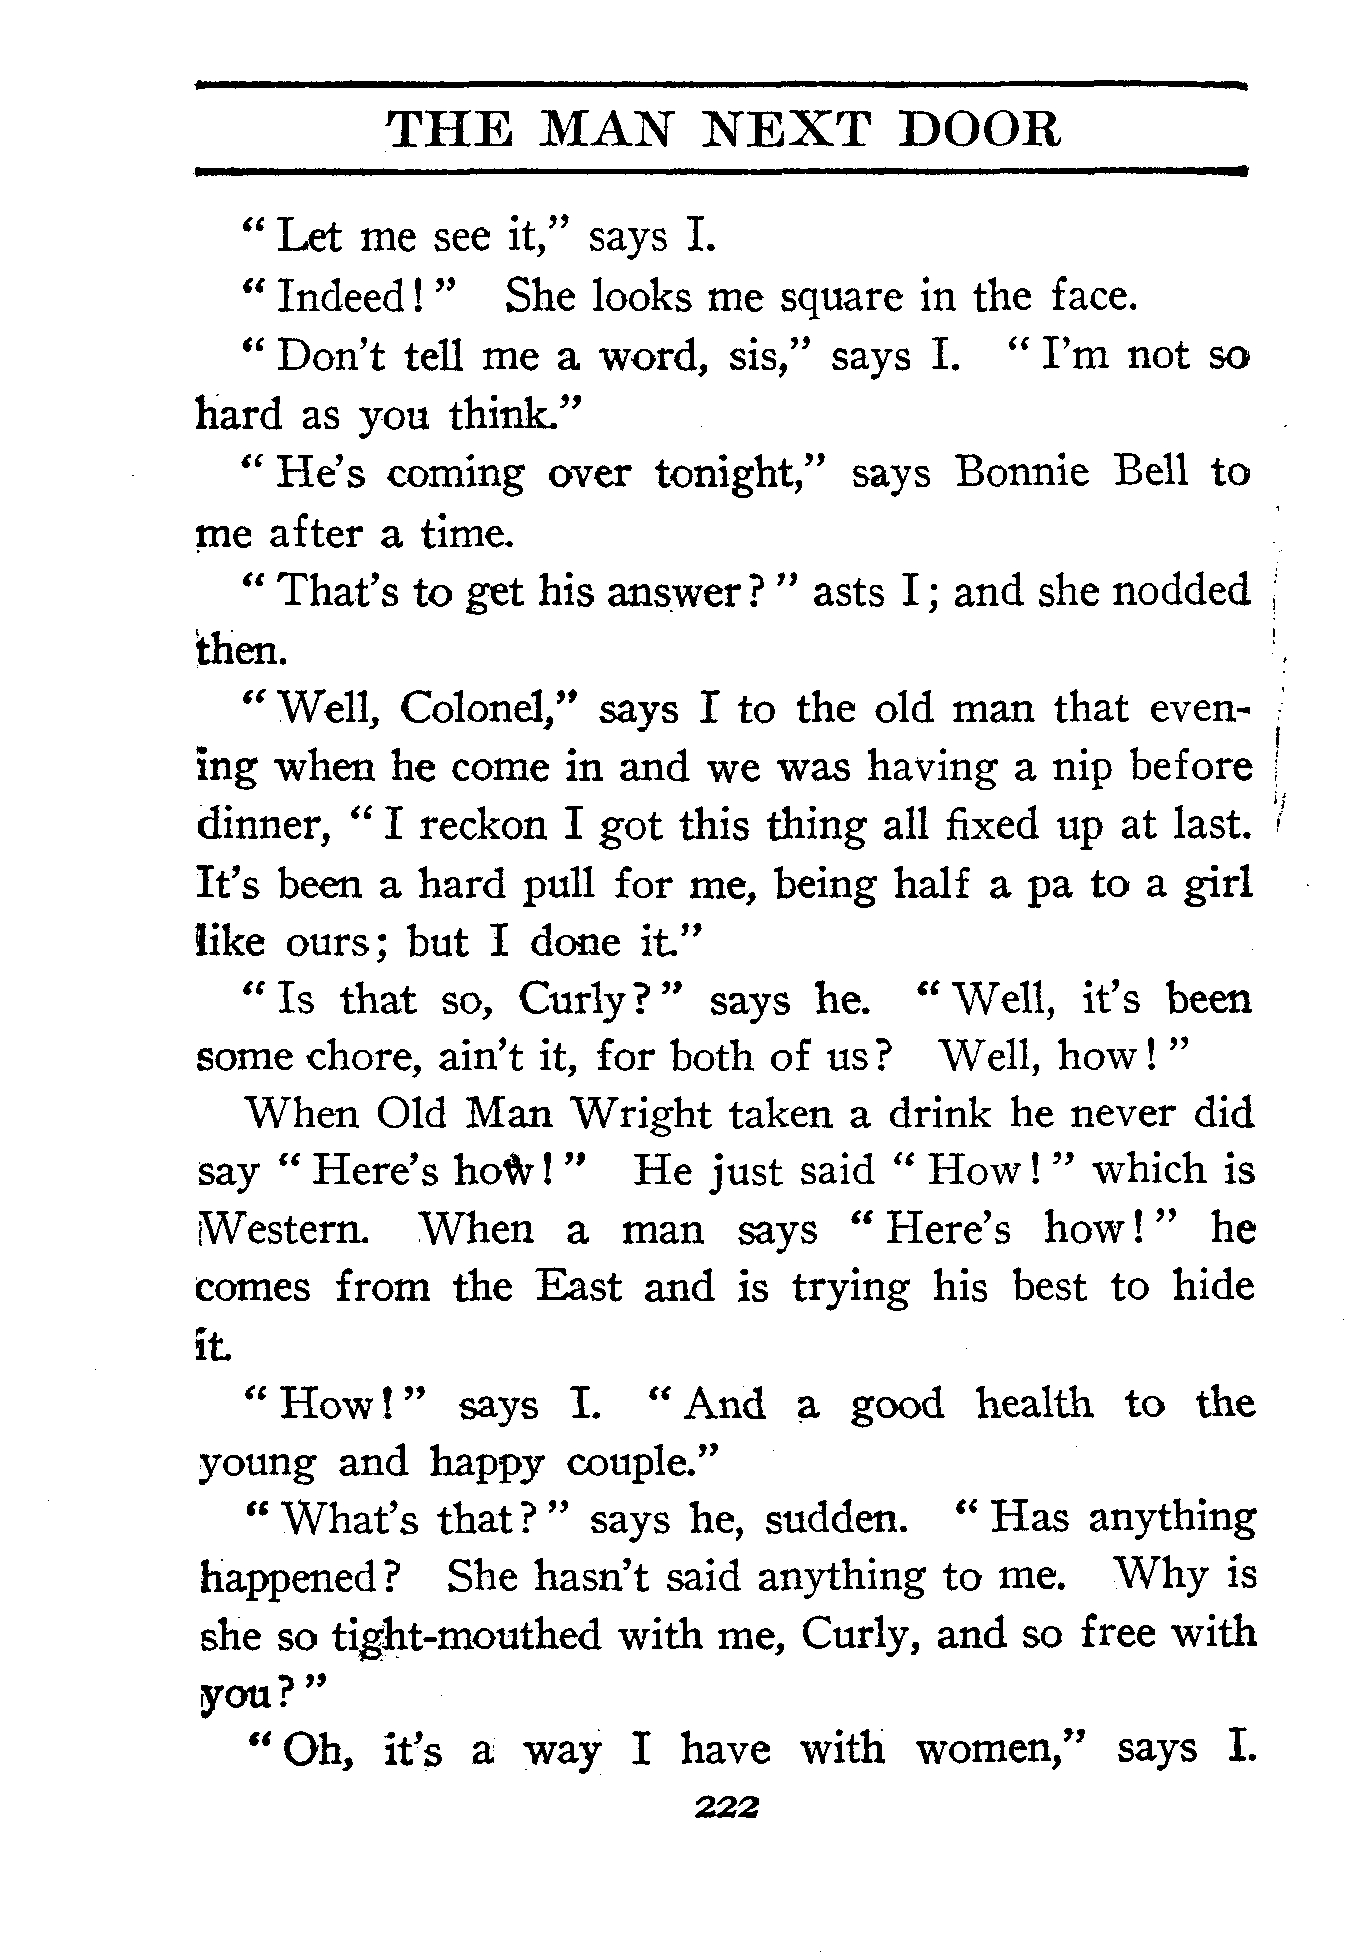 THE MAN NEXT DOOR
“ Let me see it,” says I.
“ Indeed! ” She looks me square in the face.
“ Don’t tell me a word, sis,” says I. “ I’m not so
hard as you think.”
“ He’s coming over tonight,” says Bonnie Bell to
me after a time.
“ That’s to get his answer? ” asts I; and she nodded
then.
“ Well, Colonel,” says I to the old man that even-
ing when he come in and we was having a nip before
dinner, “ I reckon I got this thing all fixed up at last.
It’s been a hard pull for me, being half a pa to a girl
like ours; but I done it.”
“ Is that so, Curly? ” says he. “ Well, it’s been
some chore, ain’t it, for both of us? Well, how! ”
When Old Man Wright taken a drink he never did
say “ Here’s how! ” He just said “ How! ” which is
Western. When a man says “ Here’s how! ” he
comes from the East and is trying his best to hide
it.
“ How! ” says I. “ And a good health to the
young and happy couple.”
“ What’s that? ” says he, sudden. “ Has anything
happened? She hasn’t said anything to me. Why is
she so tight-mouthed with me, Curly, and so free with
you? ”
“ Oh, it’s a way I have with women,” says I.
222